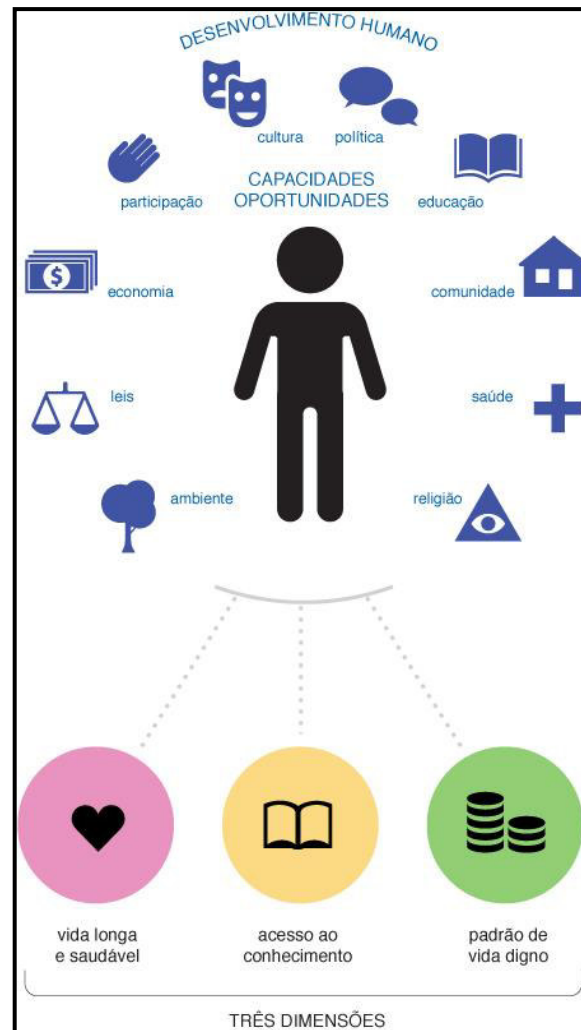 DESENVOLVIMENTO HUMANO
cultura
política
participação
CAPACIDADES
OPORTUNIDADES
educação
$
economia
comunidade
leis
saúde
ambiente
religião
vida longa
e saudável
acesso ao
conhecimento
padrão de
vida digno
TRÊS DIMENSÕES